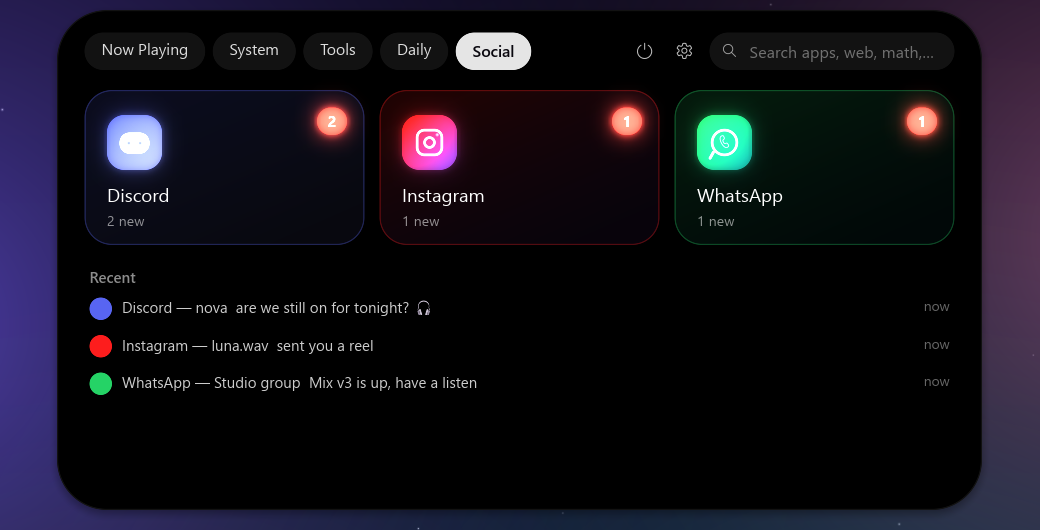 Now Playing System Tools Daily Social Search apps, web, math,...
2 1 1
Discord Instagram WhatsApp
2 new 1 new 1 new
Recent
Discord — nova are we still on for tonight? 🎧 now
Instagram — luna.wav sent you a reel now
WhatsApp — Studio group Mix v3 is up, have a listen now